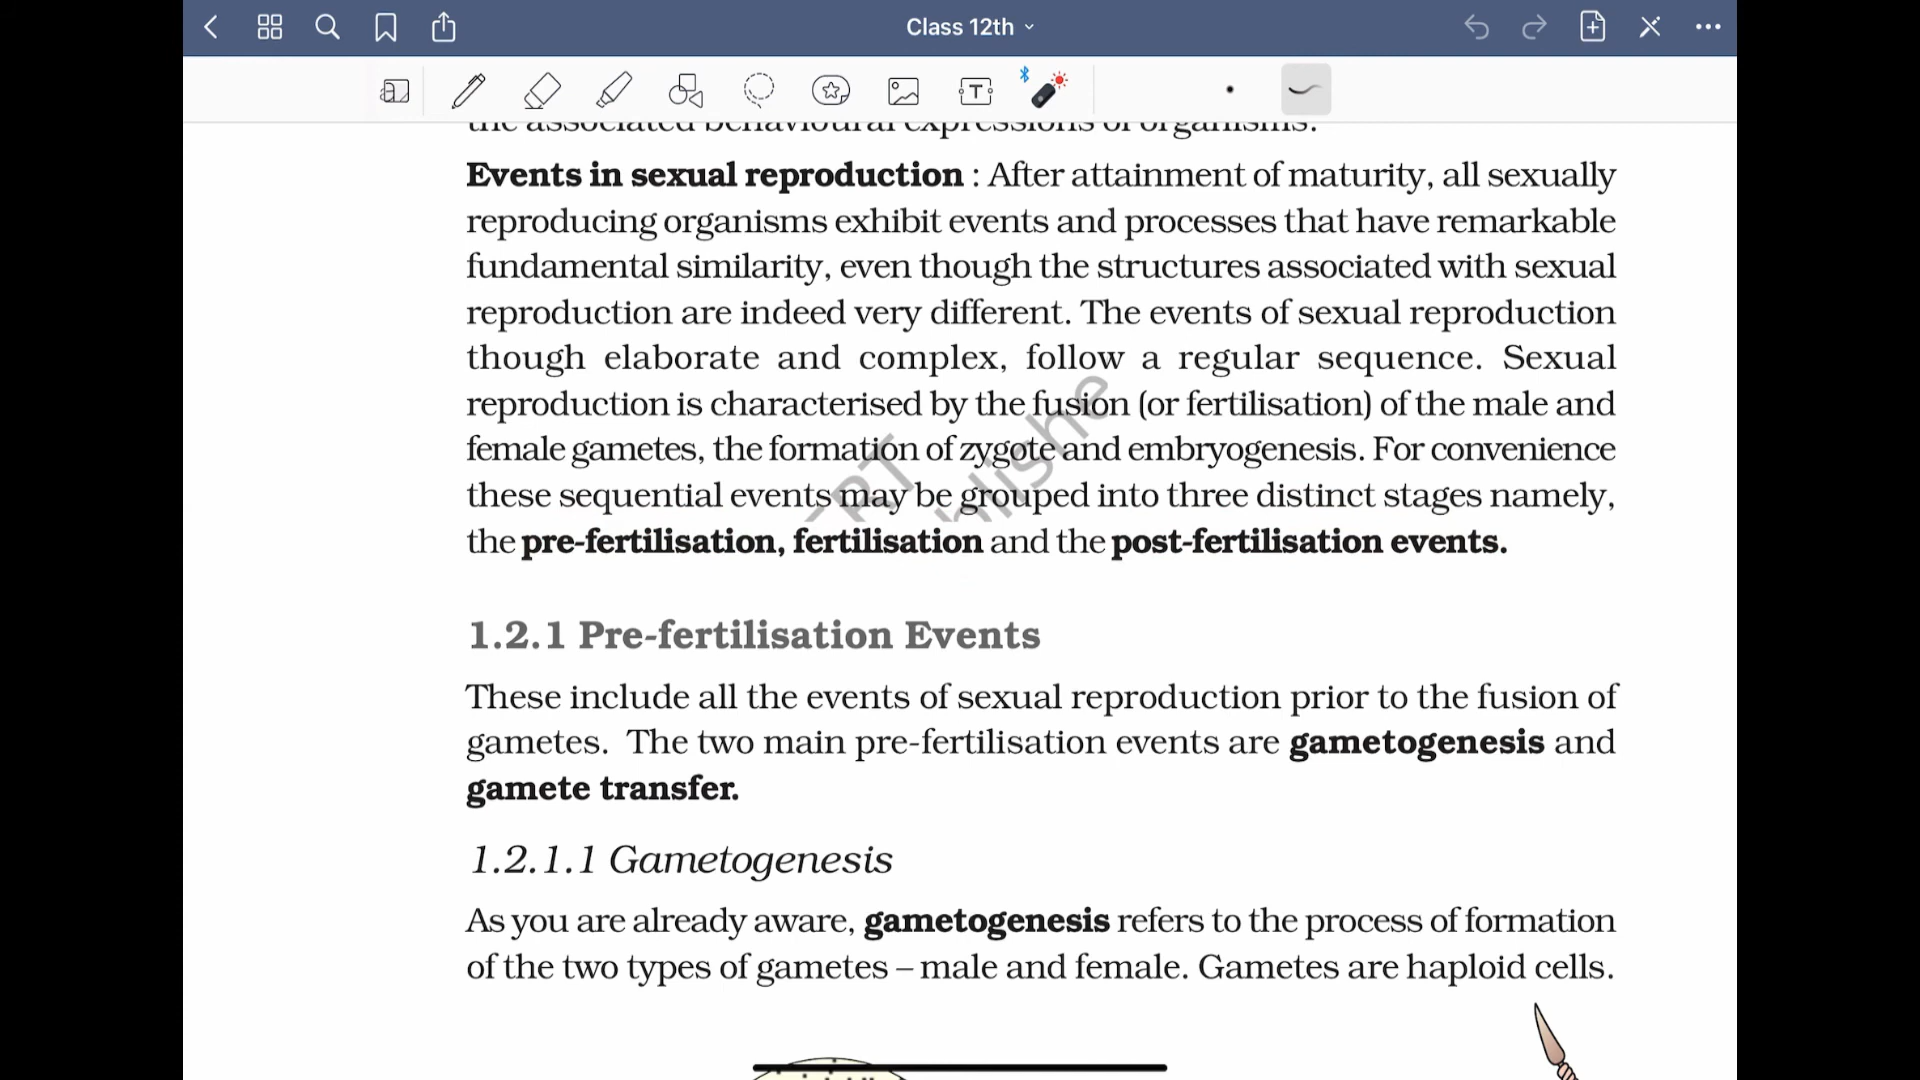 Class 12th
the associated behavioural expressions of organisms.
Events in sexual reproduction : After attainment of maturity, all sexually
reproducing organisms exhibit events and processes that have remarkable
fundamental similarity, even though the structures associated with sexual
reproduction are indeed very different. The events of sexual reproduction
though elaborate and complex, follow a regular sequence. Sexual
reproduction is characterised by the fusion (or fertilisation) of the male and
female gametes, the formation of zygote and embryogenesis. For convenience
these sequential events may be grouped into three distinct stages namely,
the pre-fertilisation, fertilisation and the post-fertilisation events.
1.2.1 Pre-fertilisation Events
These include all the events of sexual reproduction prior to the fusion of
gametes. The two main pre-fertilisation events are gametogenesis and
gamete transfer.
1.2.1.1 Gametogenesis
As you are already aware, gametogenesis refers to the process of formation
of the two types of gametes – male and female. Gametes are haploid cells.